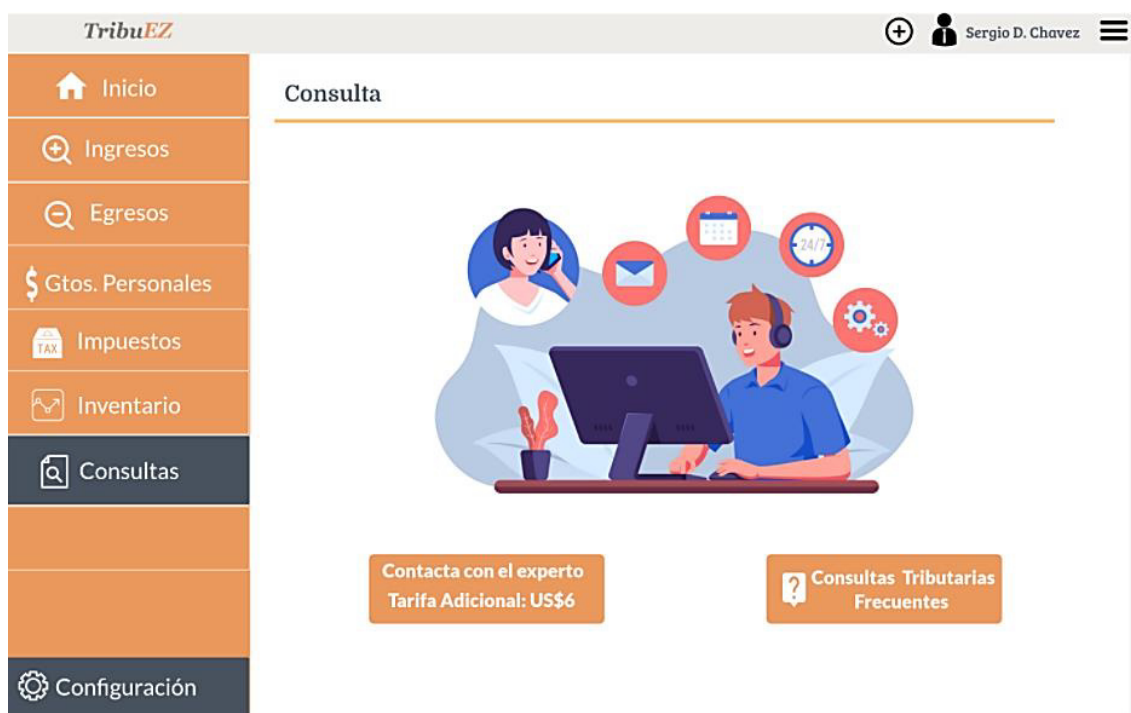 TribuEZ
Sergio D. Chavez
Inicio
Ingresos
Egresos
$ Gtos. Personales
TAX
Impuestos
Inventario
Consultas
Configuración
Consulta
24/7
Contacta con el experto
Tarifa Adicional: US$6
? Consultas Tributarias
Frecuentes